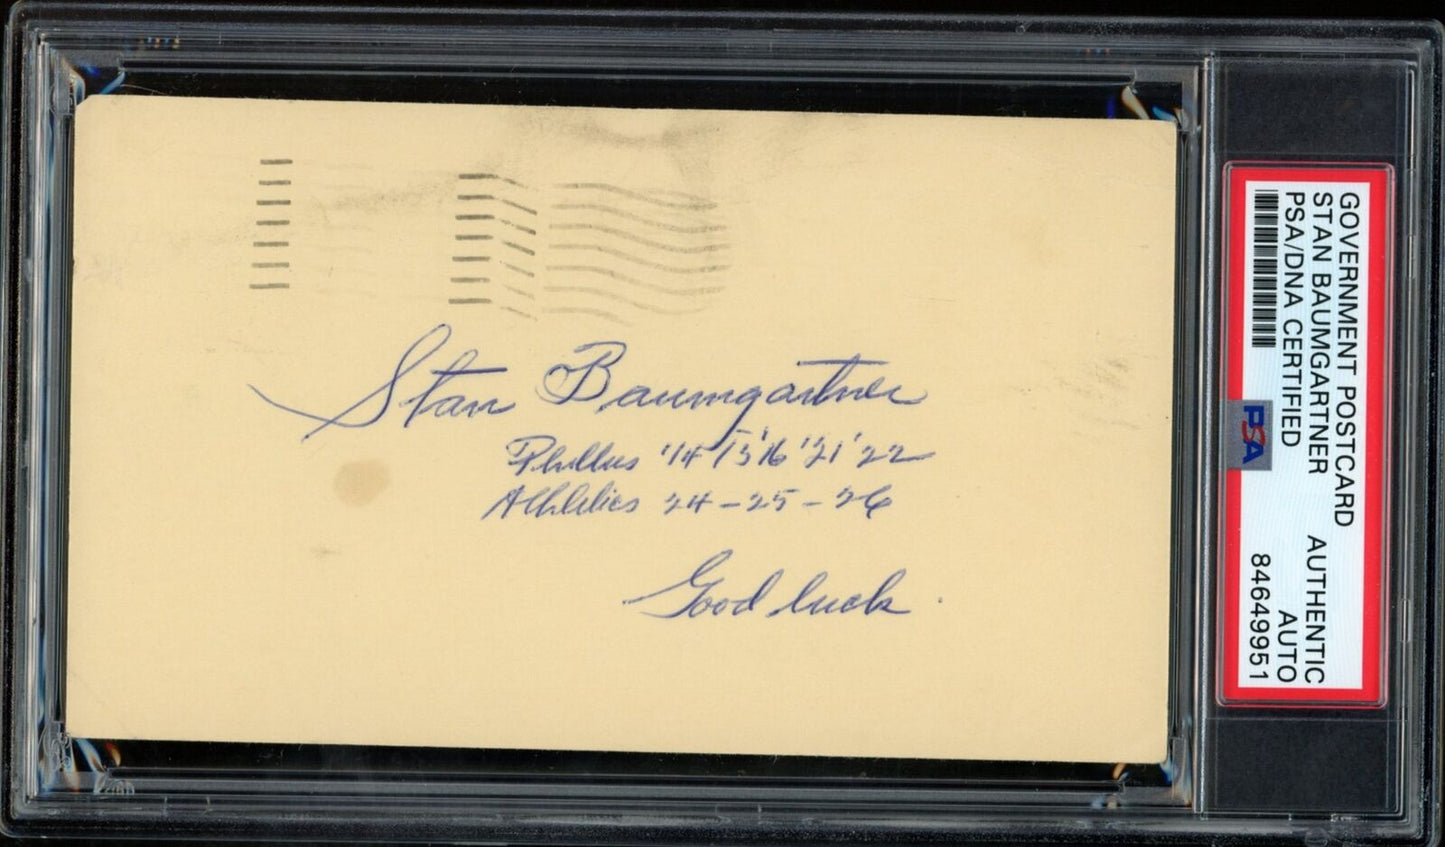 Stan Baumgartner
Phillies '14 15 '16 '21 '22
Athletics 24 - 25 - 26
Good luck.
GOVERNMENT POSTCARD
STAN BAUMGARTNER AUTHENTIC
PSA/DNA CERTIFIED AUTO
84649951
PSA